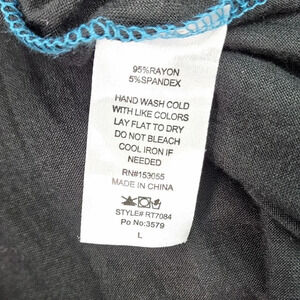 95%RAYON
5%SPANDEX
HAND WASH COLD
WITH LIKE COLORS
LAY FLAT TO DRY
DO NOT BLEACH
COOL IRON IF
NEEDED
RN#153055
MADE IN CHINA
STYLE# RT7084
Po No:3579
L